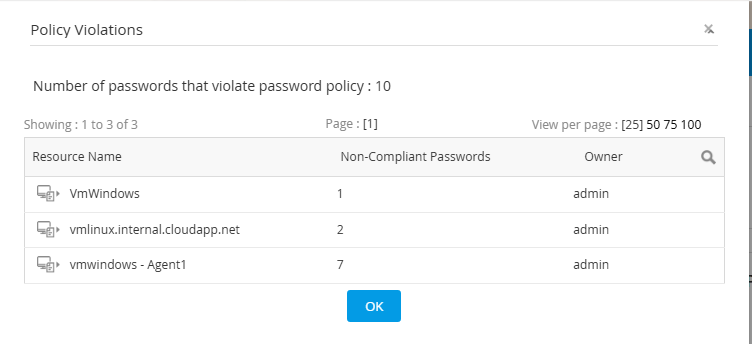 Policy Violations
Number of passwords that violate password policy : 10
Showing : 1 to 3 of 3 Page : [1] View per page : [25] 50 75 100
Resource Name Non-Compliant Passwords Owner
VmWindows 1 admin
vmlinux.internal.cloudapp.net 2 admin
vmwindows - Agent1 7 admin
OK